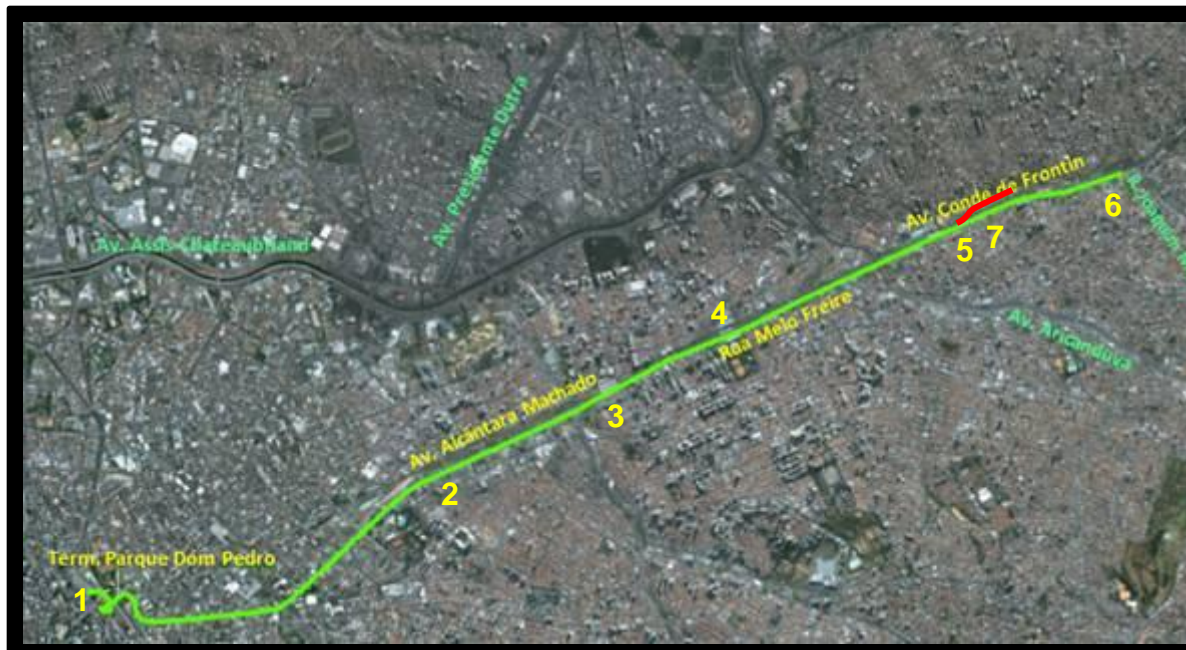 Av. Presidente Dutra
Av. Conde de Frontin
6
Av. Assis Chateaubriand
5
7
4
Rua Melo Freire
Av. Aricanduva
Av. Alcântara Machado
3
2
Term. Parque Dom Pedro
1